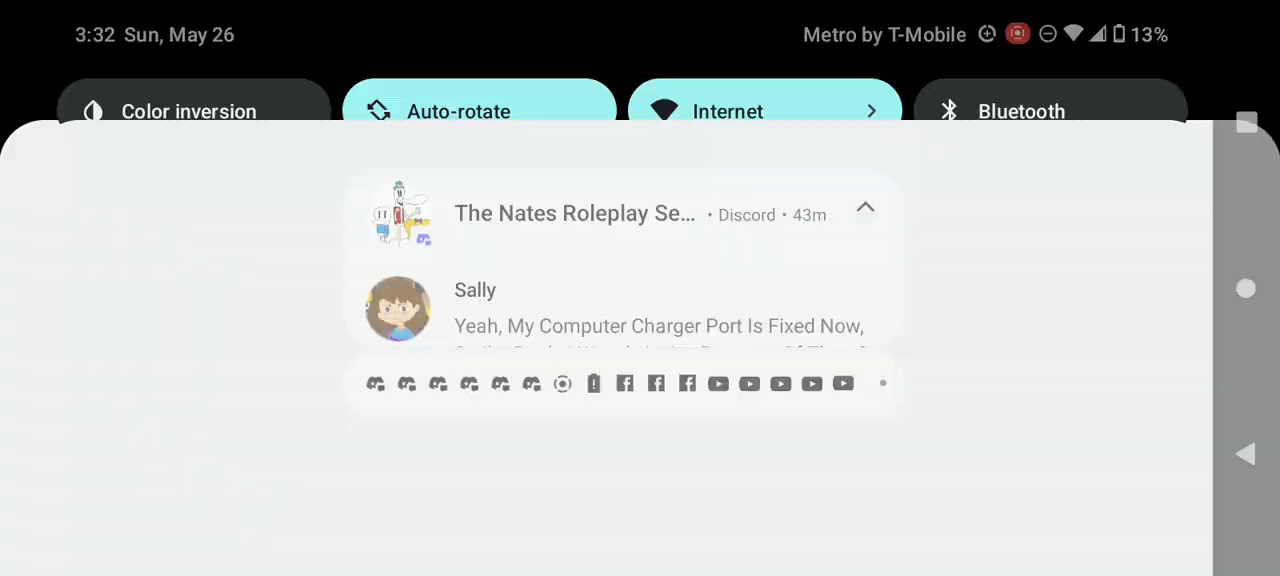 3:32 Sun, May 26
Metro by T-Mobile 13%
Color inversion
Auto-rotate
Internet
Bluetooth
The Nates Roleplay Se... • Discord • 43m
Sally
Yeah, My Computer Charger Port Is Fixed Now,